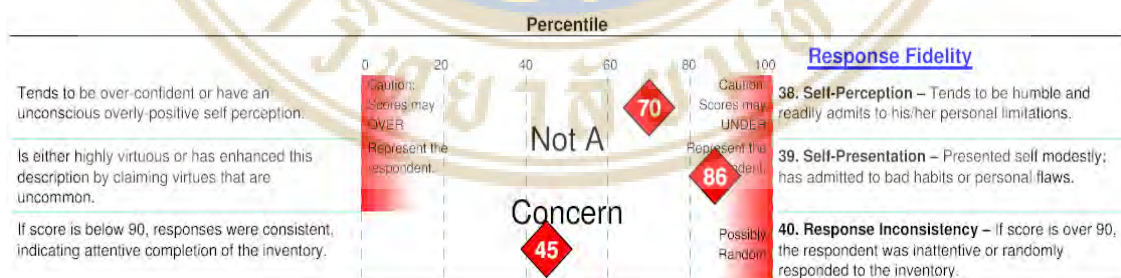 Percentile
Response Fidelity
0 20 40 60 80 100
Tends to be over-confident or have an
unconscious overly-positive self perception.
Caution:
Scores may
OVER
Represent the
respondent.
70
Caution
Scores may
UNDER
Represent the
38. Self-Perception – Tends to be humble and
readily admits to his/her personal limitations.
Is either highly virtuous or has enhanced this
description by claiming virtues that are
uncommon.
Not A
Concern
86
39. Self-Presentation – Presented self modestly;
has admitted to bad habits or personal flaws.
If score is below 90, responses were consistent,
indicating attentive completion of the inventory.
45
Possibly
Random
40. Response Inconsistency – If score is over 90,
the respondent was inattentive or randomly
responded to the inventory.